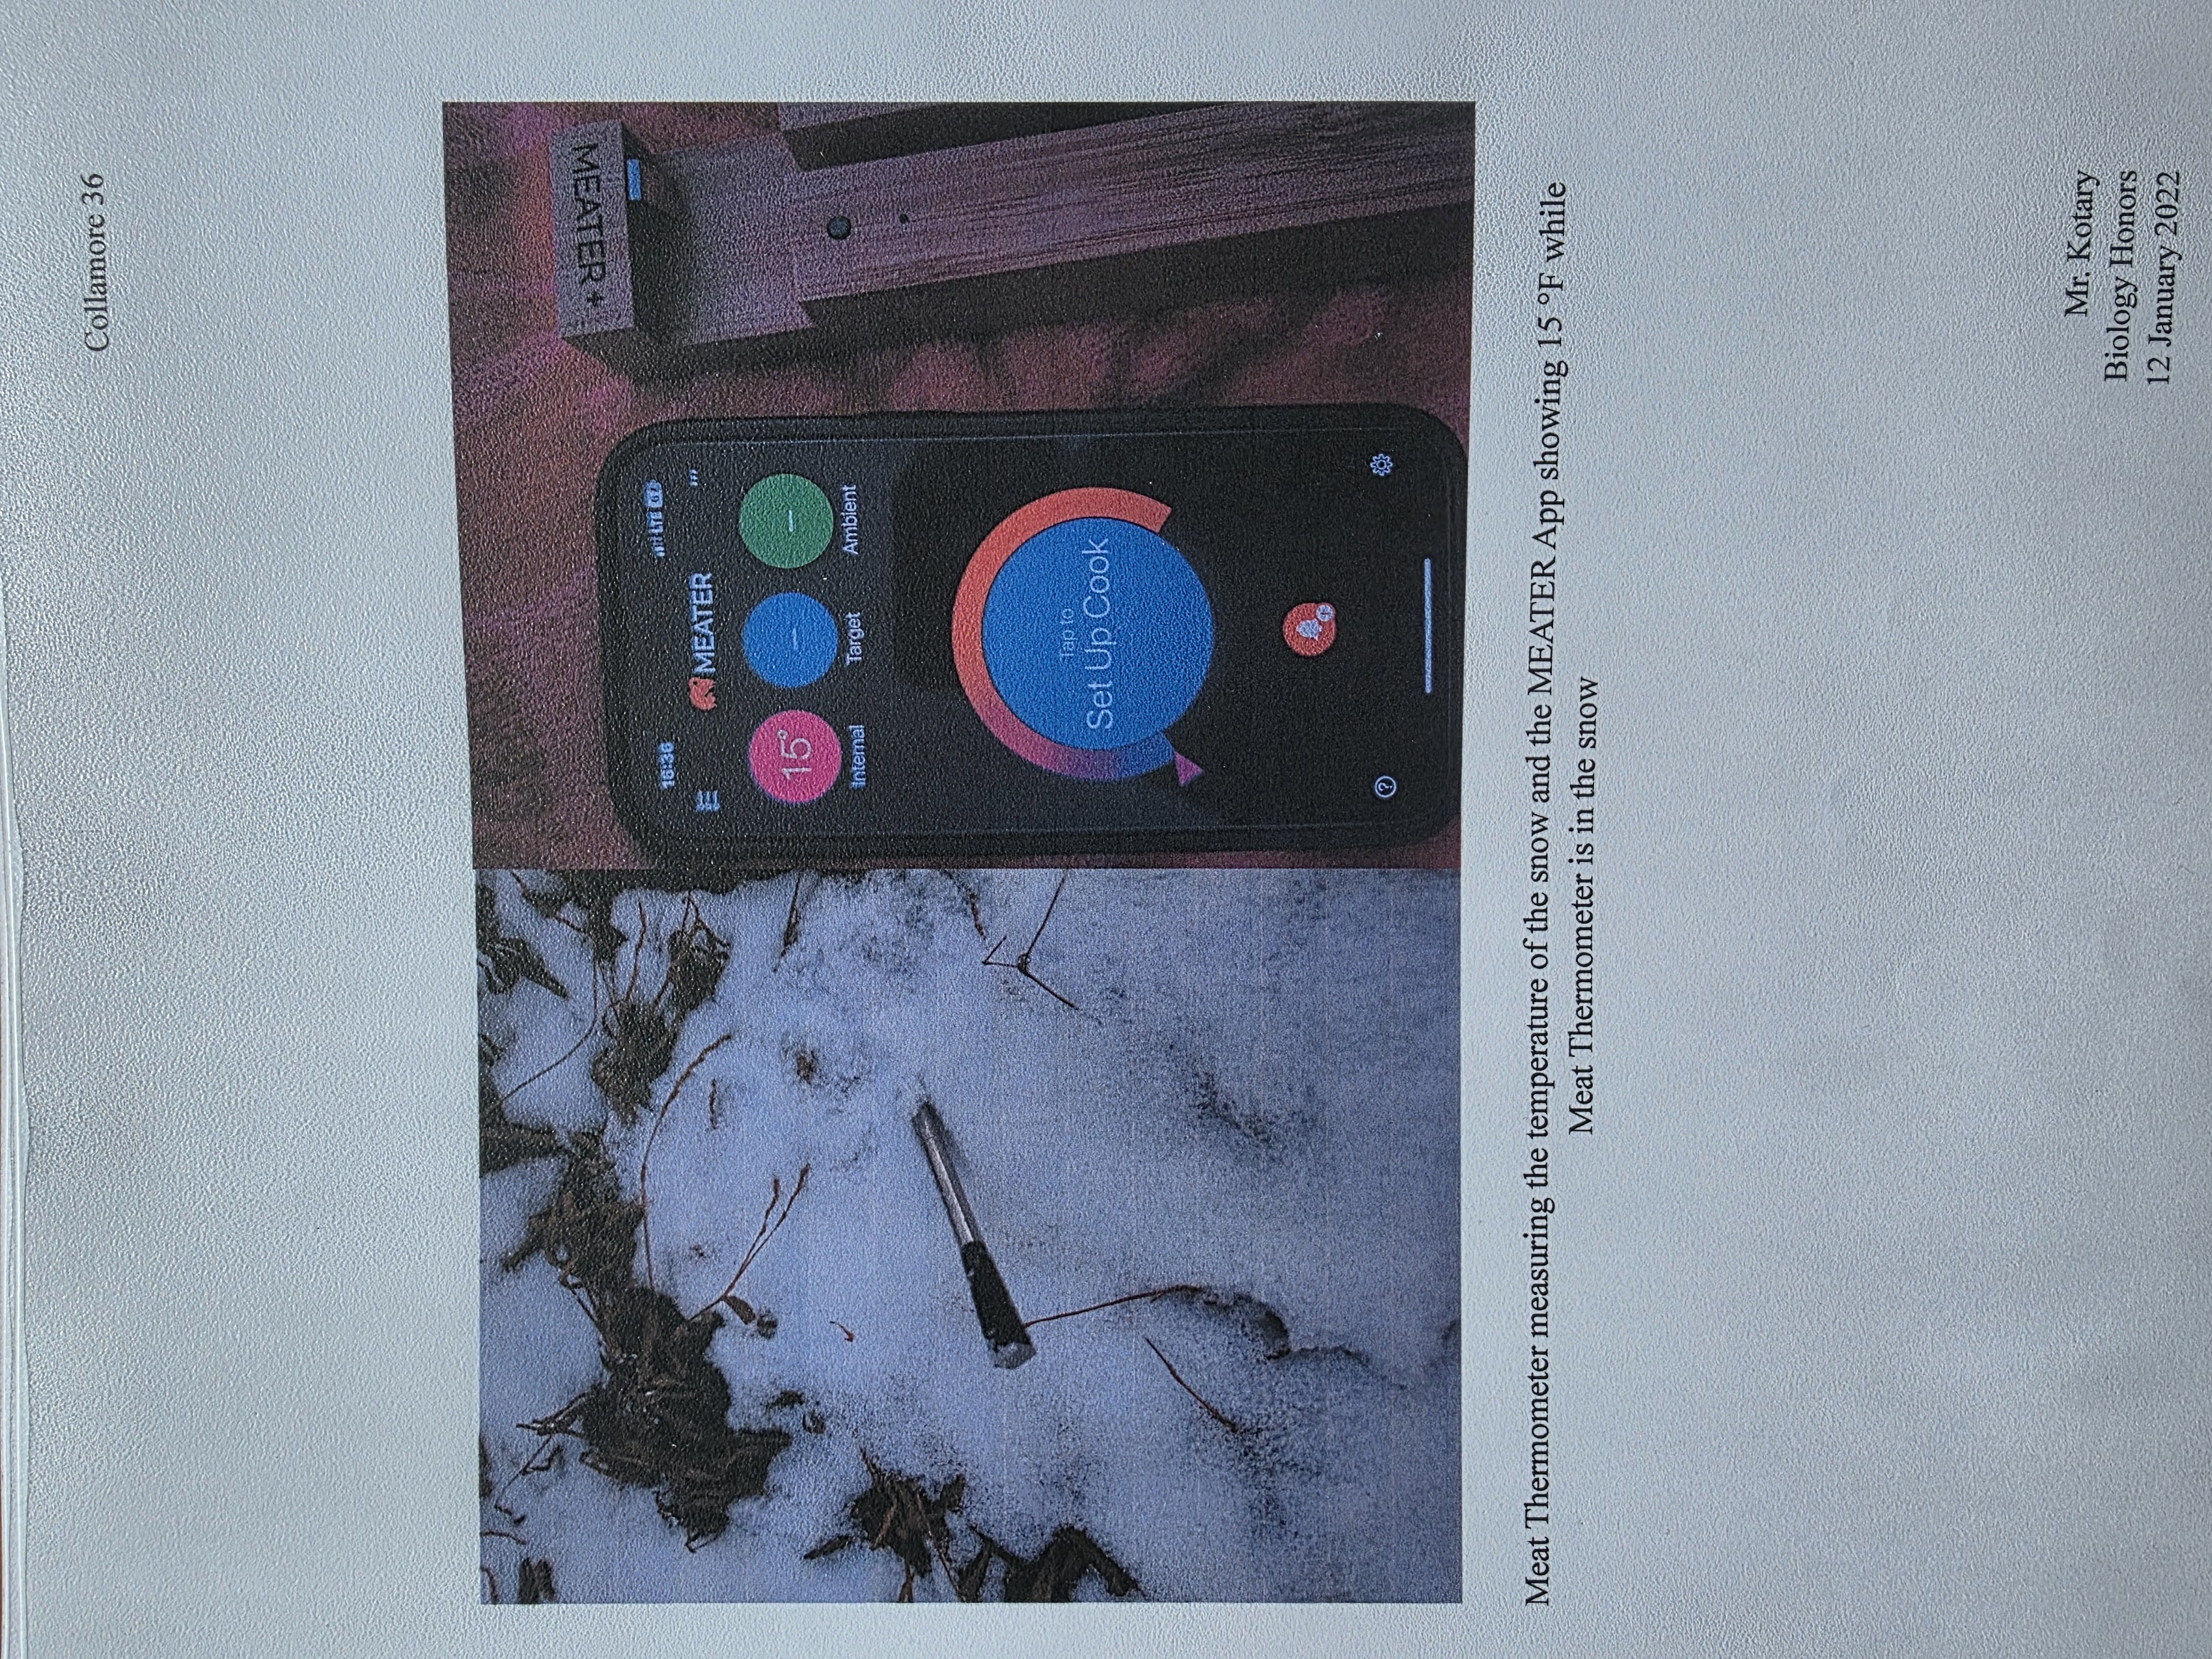 Collamore 36
MEATER+
16:36
LTE 67
MEATER
15°
–
–
Internal
Target
Ambient
Tap to
Set Up Cook
?
Meat Thermometer measuring the temperature of the snow and the MEATER App showing 15 °F while
Meat Thermometer is in the snow
Mr. Kotary
Biology Honors
12 January 2022